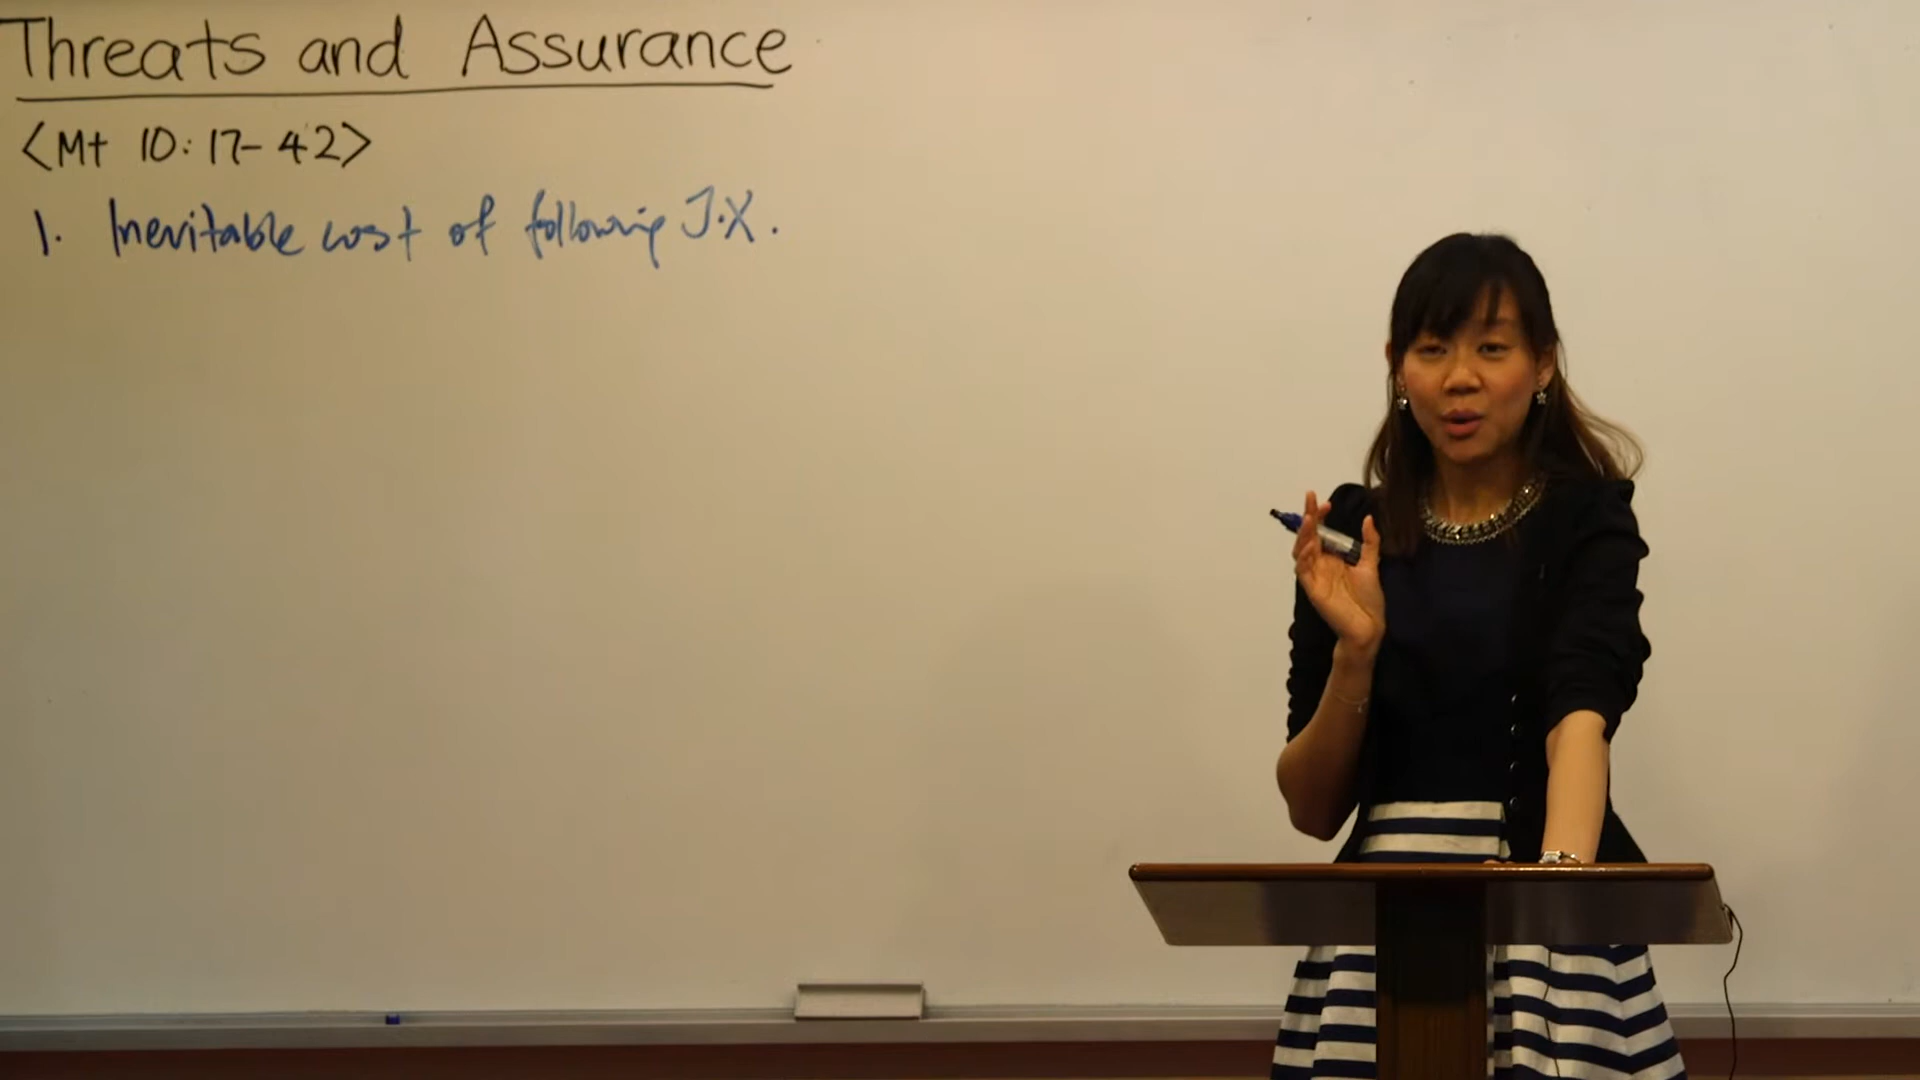 Threats and Assurance
<Mt 10:17-42>
1. Inevitable cost of following J.X.